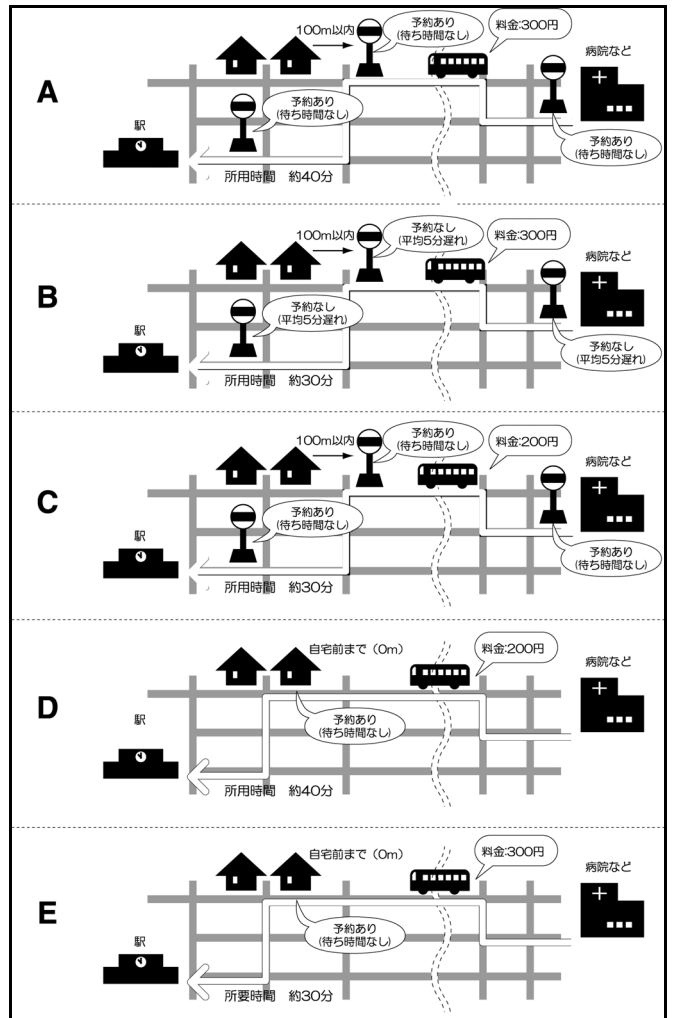 A
100m以内
予約あり
(待ち時間なし)
料金:300円
病院など
予約あり
(待ち時間なし)
駅
予約あり
(待ち時間なし)
所用時間 約40分
B
100m以内
予約なし
(平均5分遅れ)
料金:300円
病院など
予約なし
(平均5分遅れ)
駅
予約なし
(平均5分遅れ)
所用時間 約30分
C
100m以内
予約あり
(待ち時間なし)
料金:200円
病院など
予約あり
(待ち時間なし)
駅
予約あり
(待ち時間なし)
所用時間 約30分
D
自宅前まで(0m)
料金:200円
病院など
駅
予約あり
(待ち時間なし)
所用時間 約40分
E
自宅前まで(0m)
料金:300円
病院など
駅
予約あり
(待ち時間なし)
所要時間 約30分